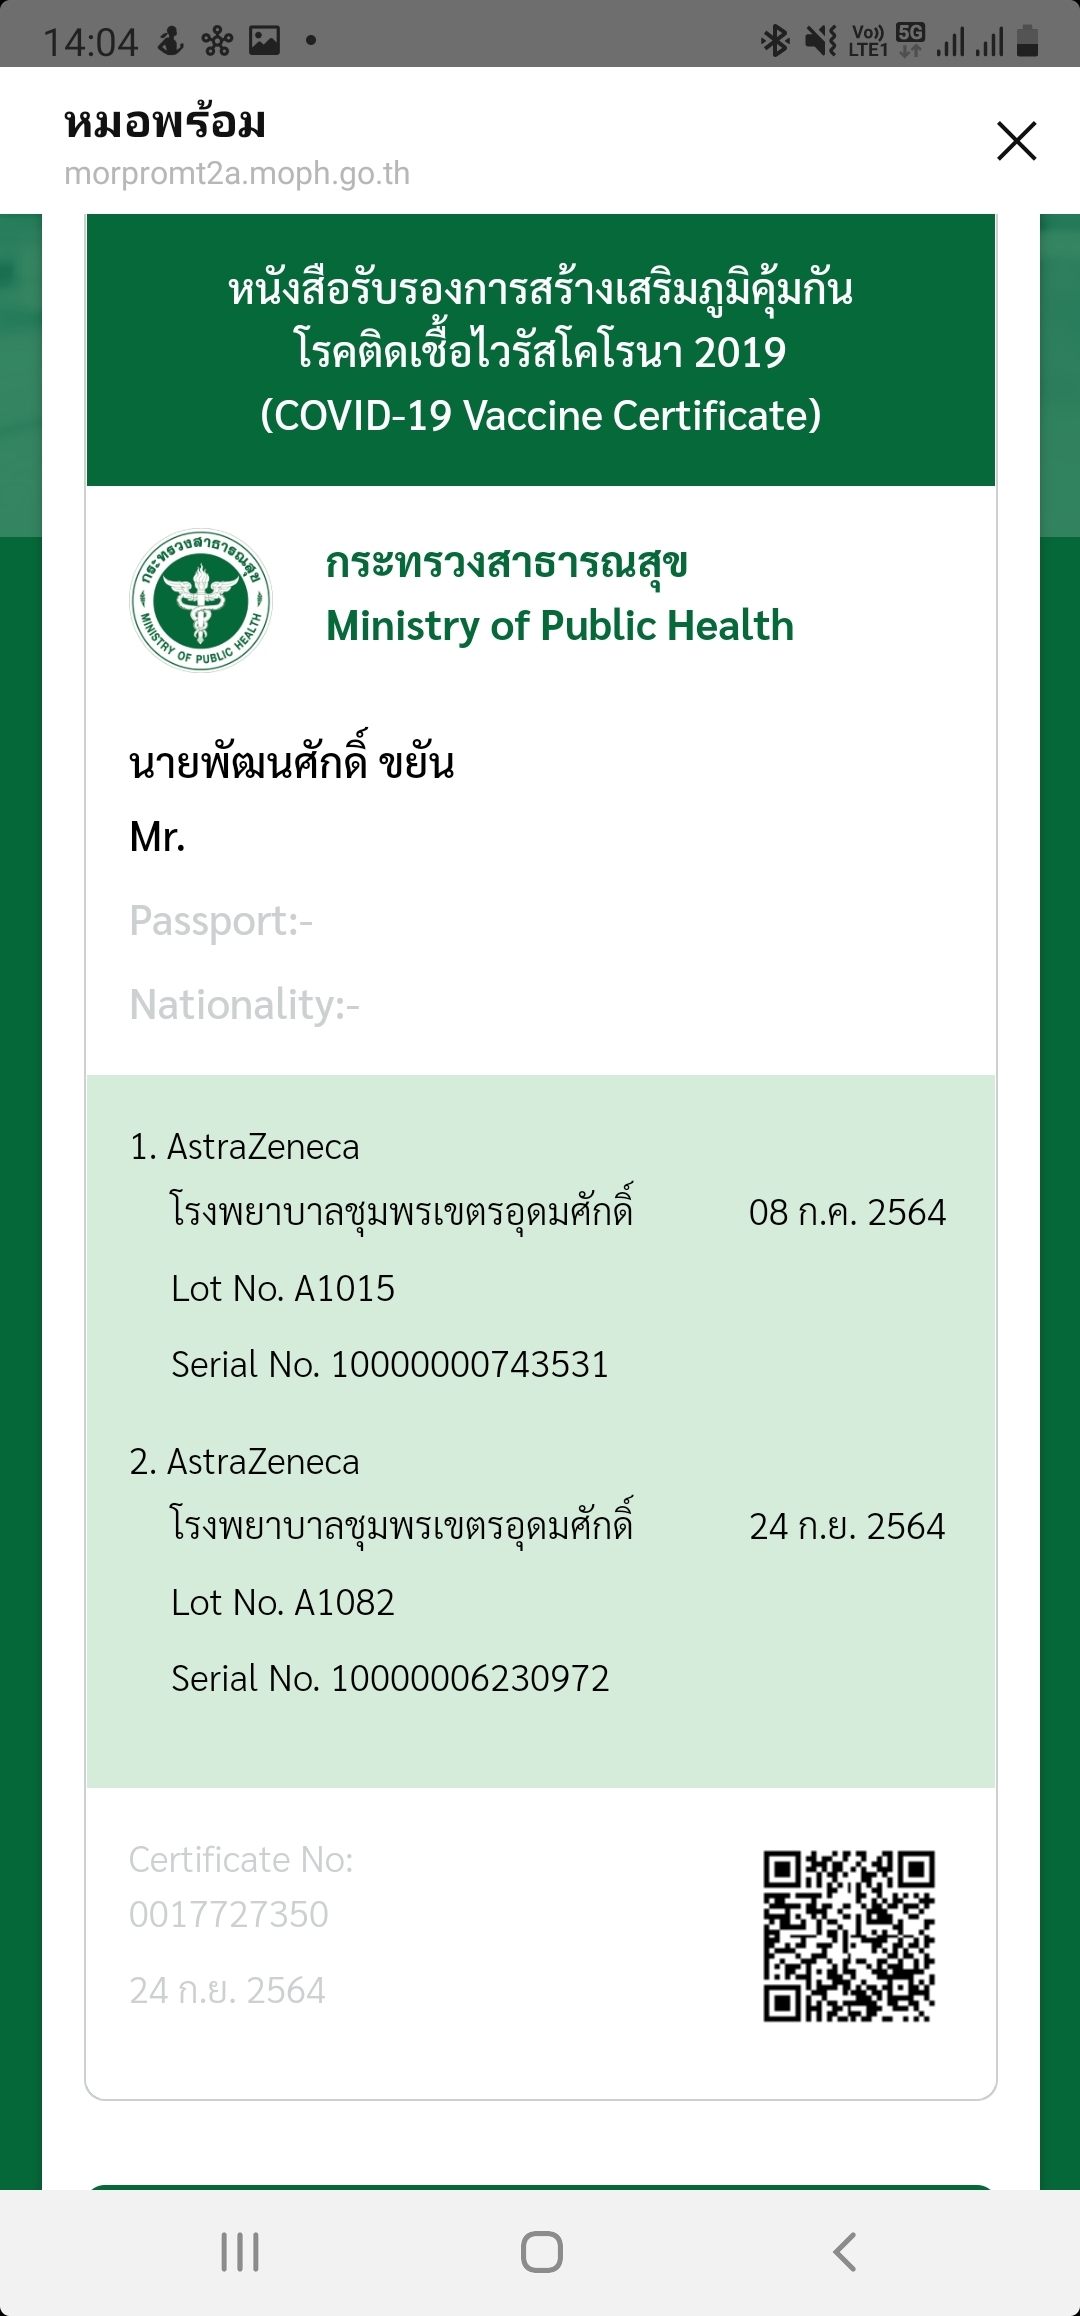 14:04
Vo)) LTE1 5G
หมอพร้อม
morpromt2a.moph.go.th
หนังสือรับรองการสร้างเสริมภูมิคุ้มกัน
โรคติดเชื้อไวรัสโคโรนา 2019
(COVID-19 Vaccine Certificate)
กระทรวงสาธารณสุข
MINISTRY OF PUBLIC HEALTH
กระทรวงสาธารณสุข
Ministry of Public Health
นายพัฒนศักดิ์ ขยัน
Mr.
Passport:-
Nationality:-
1. AstraZeneca
โรงพยาบาลชุมพรเขตรอุดมศักดิ์ 08 ก.ค. 2564
Lot No. A1015
Serial No. 10000000743531
2. AstraZeneca
โรงพยาบาลชุมพรเขตรอุดมศักดิ์ 24 ก.ย. 2564
Lot No. A1082
Serial No. 10000006230972
Certificate No:
0017727350
24 ก.ย. 2564